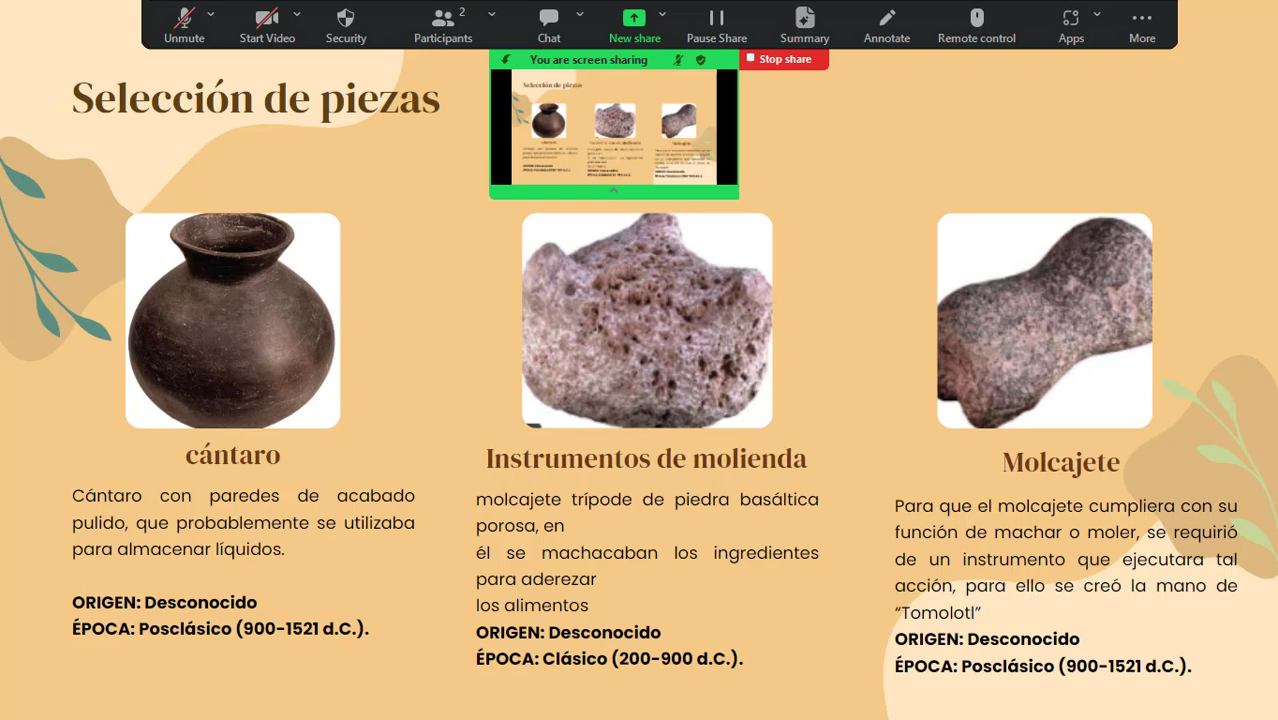 Unmute
Start Video
Security
Participants
2
Chat
New share
Pause Share
Summary
Annotate
Remote control
Apps
More
You are screen sharing
Stop share
Selección de piezas
Selección de piezas
cántaro
Cántaro con paredes de acabado
pulido, que probablemente se utilizaba
para almacenar líquidos.
ORIGEN: Desconocido
ÉPOCA: Posclásico (900-1521 d.C.).
Instrumentos de molienda
molcajete trípode de piedra basáltica
porosa, en
él se machacaban los ingredientes
para aderezar
los alimentos
ORIGEN: Desconocido
ÉPOCA: Clásico (200-900 d.C.).
Molcajete
Para que el molcajete cumpliera con su
función de machar o moler, se requirió
de un instrumento que ejecutara tal
acción, para ello se creó la mano de
“Tomolotl”
ORIGEN: Desconocido
ÉPOCA: Posclásico (900-1521 d.C.).